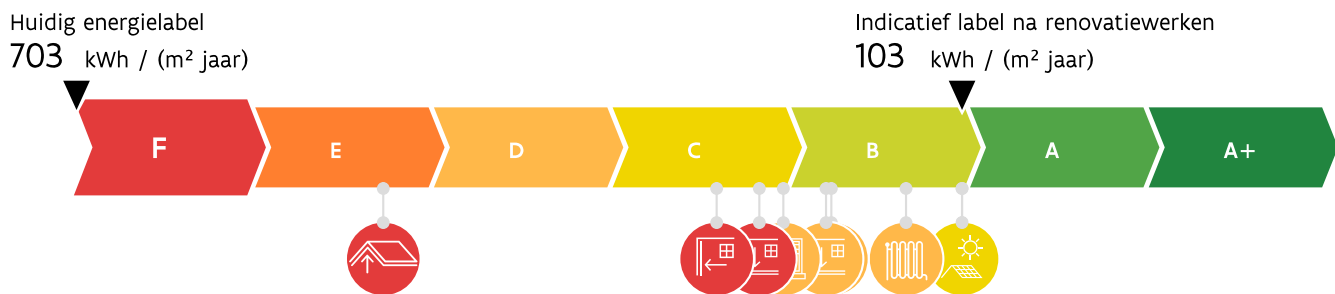 Huidig energielabel
703 kWh / (m² jaar)
Indicatief label na renovatiewerken
103 kWh / (m² jaar)
F E D C B A A+